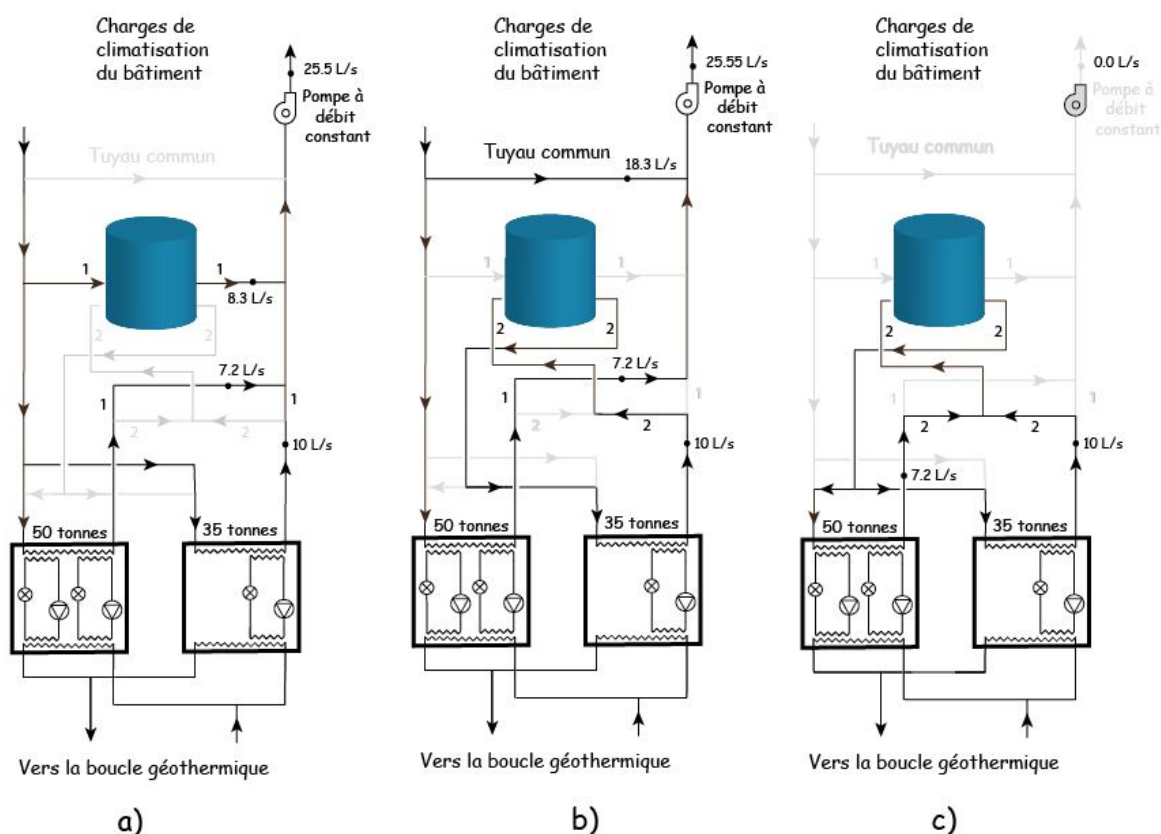 Charges de
climatisation
du bâtiment
25.5 L/s
Pompe à
débit
constant
Tuyau commun
1
1
8.3 L/s
2
2
7.2 L/s
1
1
2
2
10 L/s
50 tonnes
35 tonnes
Vers la boucle géothermique
a)
Charges de
climatisation
du bâtiment
25.55 L/s
Pompe à
débit
constant
Tuyau commun
18.3 L/s
1
1
2
2
7.2 L/s
1
1
2
2
10 L/s
50 tonnes
35 tonnes
Vers la boucle géothermique
b)
Charges de
climatisation
du bâtiment
0.0 L/s
Pompe à
débit
constant
Tuyau commun
1
1
2
2
1
1
2
2
10 L/s
7.2 L/s
50 tonnes
35 tonnes
Vers la boucle géothermique
c)